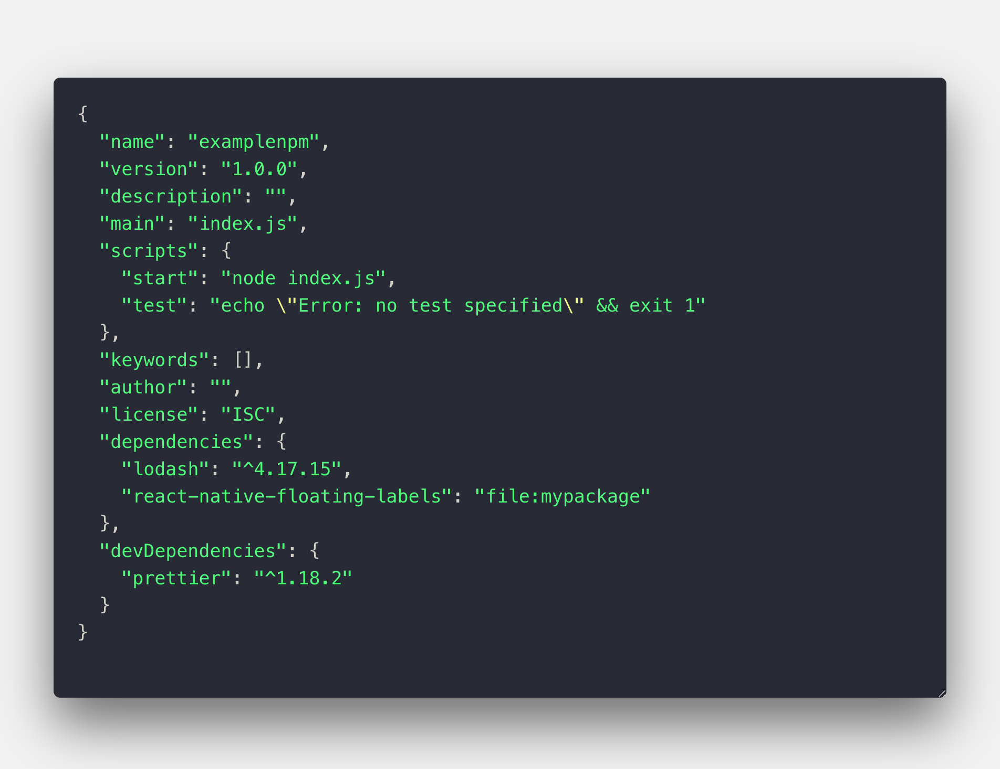 {
  "name": "examplenpm",
  "version": "1.0.0",
  "description": "",
  "main": "index.js",
  "scripts": {
    "start": "node index.js",
    "test": "echo \"Error: no test specified\" && exit 1"
  },
  "keywords": [],
  "author": "",
  "license": "ISC",
  "dependencies": {
    "lodash": "^4.17.15",
    "react-native-floating-labels": "file:mypackage"
  },
  "devDependencies": {
    "prettier": "^1.18.2"
  }
}